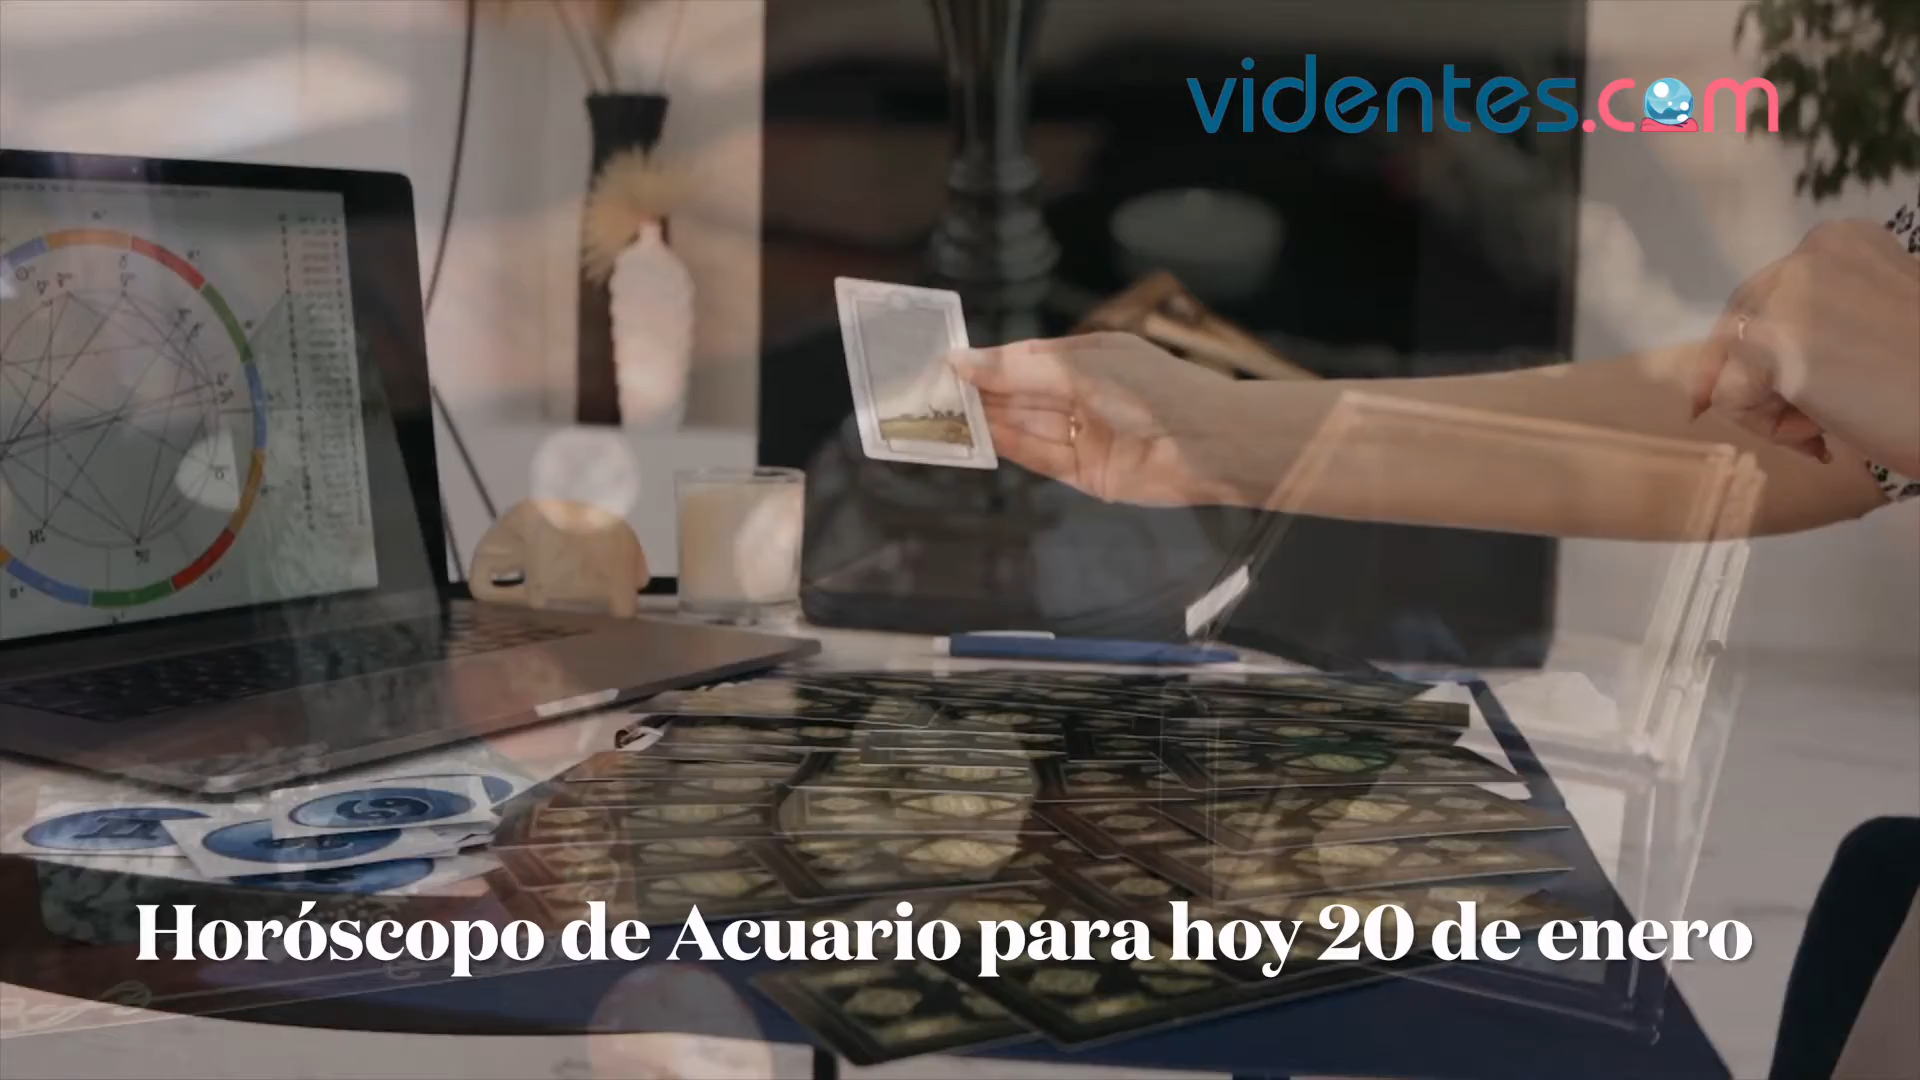 videntes.com
Horóscopo de Acuario para hoy 20 de enero